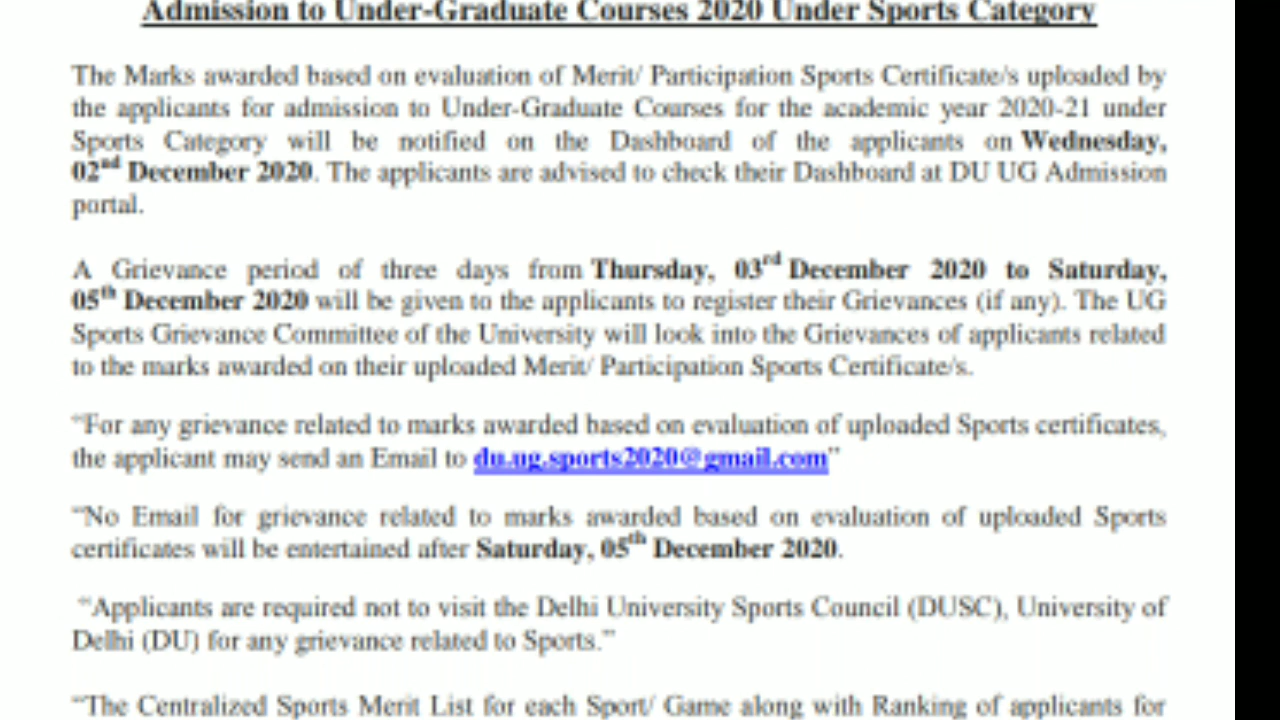 Admission to Under-Graduate Courses 2020 Under Sports Category
The Marks awarded based on evaluation of Merit/ Participation Sports Certificate/s uploaded by
the applicants for admission to Under-Graduate Courses for the academic year 2020-21 under
Sports Category will be notified on the Dashboard of the applicants on Wednesday,
02nd December 2020. The applicants are advised to check their Dashboard at DU UG Admission
portal.
A Grievance period of three days from Thursday, 03rd December 2020 to Saturday,
05th December 2020 will be given to the applicants to register their Grievances (if any). The UG
Sports Grievance Committee of the University will look into the Grievances of applicants related
to the marks awarded on their uploaded Merit/ Participation Sports Certificate/s.
“For any grievance related to marks awarded based on evaluation of uploaded Sports certificates,
the applicant may send an Email to du.ug.sports2020@gmail.com”
“No Email for grievance related to marks awarded based on evaluation of uploaded Sports
certificates will be entertained after Saturday, 05th December 2020.
“Applicants are required not to visit the Delhi University Sports Council (DUSC), University of
Delhi (DU) for any grievance related to Sports.”
“The Centralized Sports Merit List for each Sport/ Game along with Ranking of applicants for